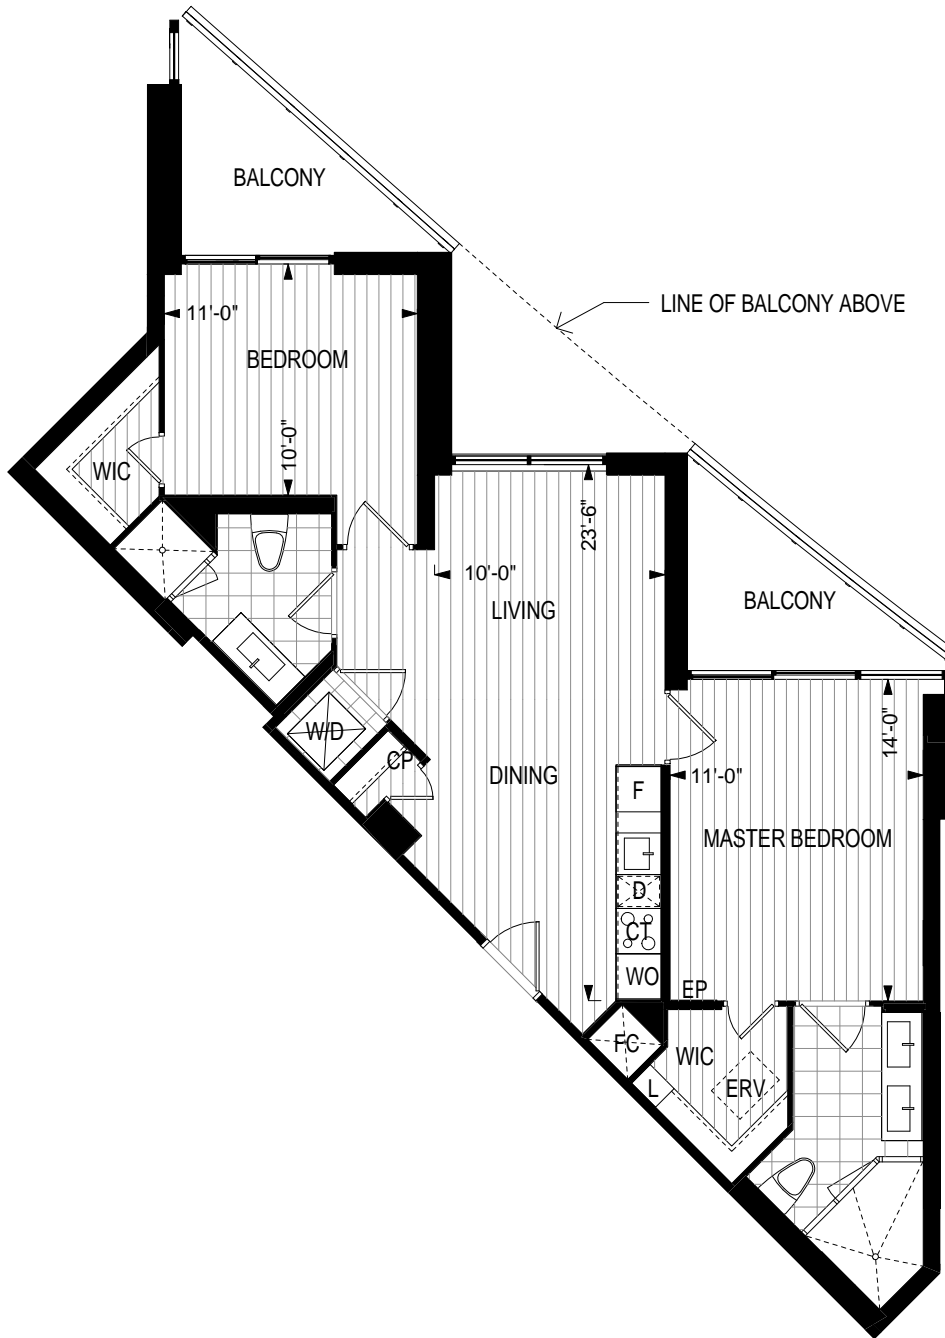 BALCONY
LINE OF BALCONY ABOVE
11'-0"
BEDROOM
10'-0"
WIC
23'-6"
10'-0"
LIVING
BALCONY
14'-0"
W/D
CP
DINING
11'-0"
F
MASTER BEDROOM
D
CT
WO
EP
FC
WIC
L
ERV